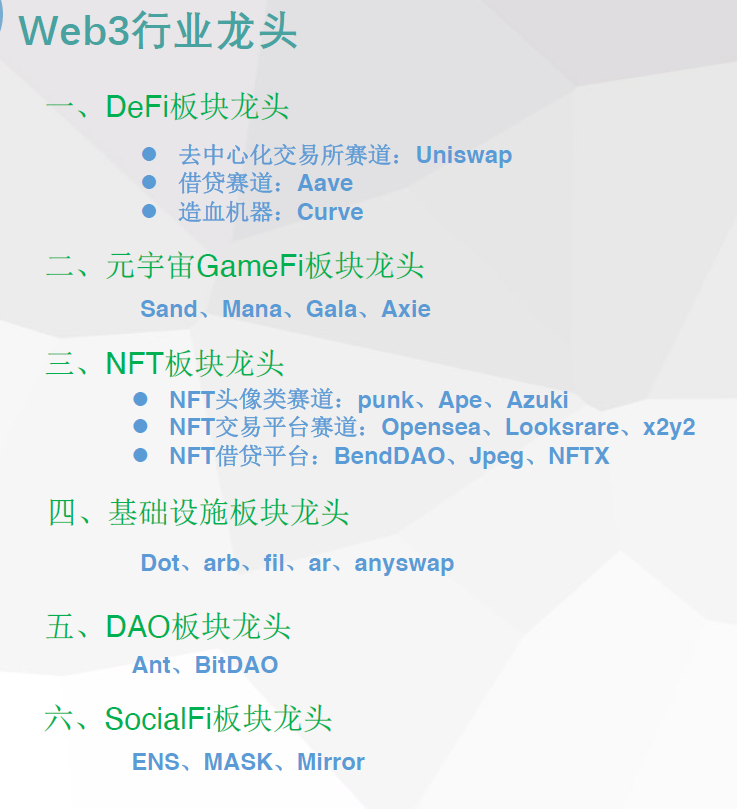 Web3行业龙头
一、DeFi板块龙头
● 去中心化交易所赛道：Uniswap
● 借贷赛道：Aave
● 造血机器：Curve
二、元宇宙GameFi板块龙头
Sand、Mana、Gala、Axie
三、NFT板块龙头
● NFT头像类赛道：punk、Ape、Azuki
● NFT交易平台赛道：Opensea、Looksrare、x2y2
● NFT借贷平台：BendDAO、Jpeg、NFTX
四、基础设施板块龙头
Dot、arb、fil、ar、anyswap
五、DAO板块龙头
Ant、BitDAO
六、SocialFi板块龙头
ENS、MASK、Mirror